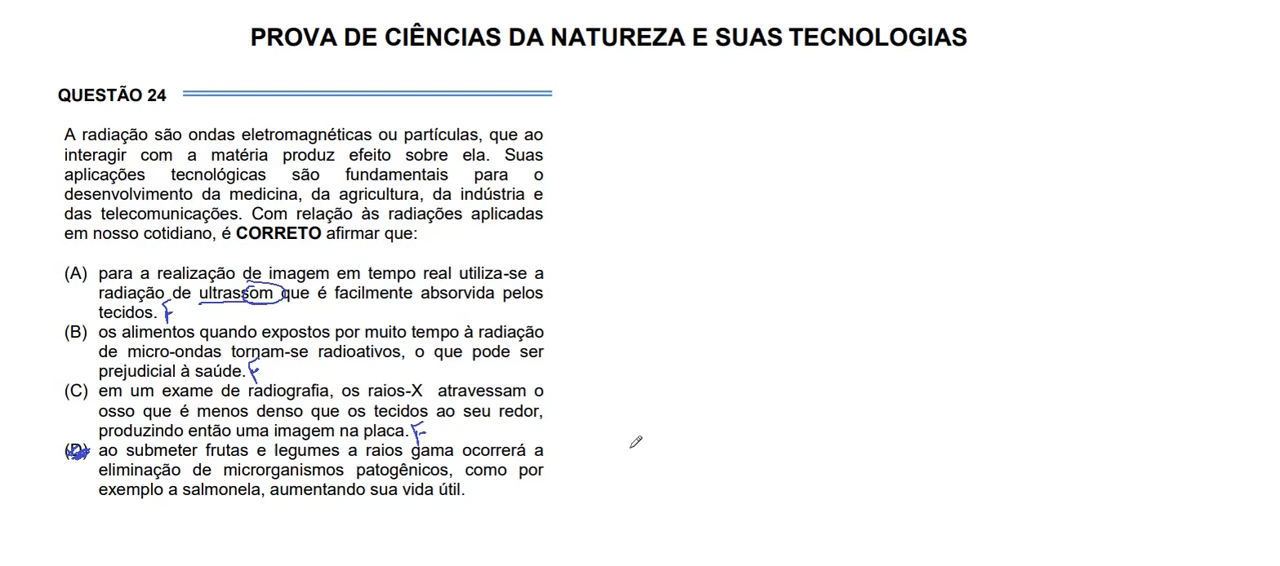 PROVA DE CIÊNCIAS DA NATUREZA E SUAS TECNOLOGIAS
QUESTÃO 24
A radiação são ondas eletromagnéticas ou partículas, que ao
interagir com a matéria produz efeito sobre ela. Suas
aplicações tecnológicas são fundamentais para o
desenvolvimento da medicina, da agricultura, da indústria e
das telecomunicações. Com relação às radiações aplicadas
em nosso cotidiano, é CORRETO afirmar que:
(A) para a realização de imagem em tempo real utiliza-se a
radiação de ultrassom que é facilmente absorvida pelos
tecidos. F
(B) os alimentos quando expostos por muito tempo à radiação
de micro-ondas tornam-se radioativos, o que pode ser
prejudicial à saúde. F
(C) em um exame de radiografia, os raios-X atravessam o
osso que é menos denso que os tecidos ao seu redor,
produzindo então uma imagem na placa. F
(D) ao submeter frutas e legumes a raios gama ocorrerá a
eliminação de microrganismos patogênicos, como por
exemplo a salmonela, aumentando sua vida útil.